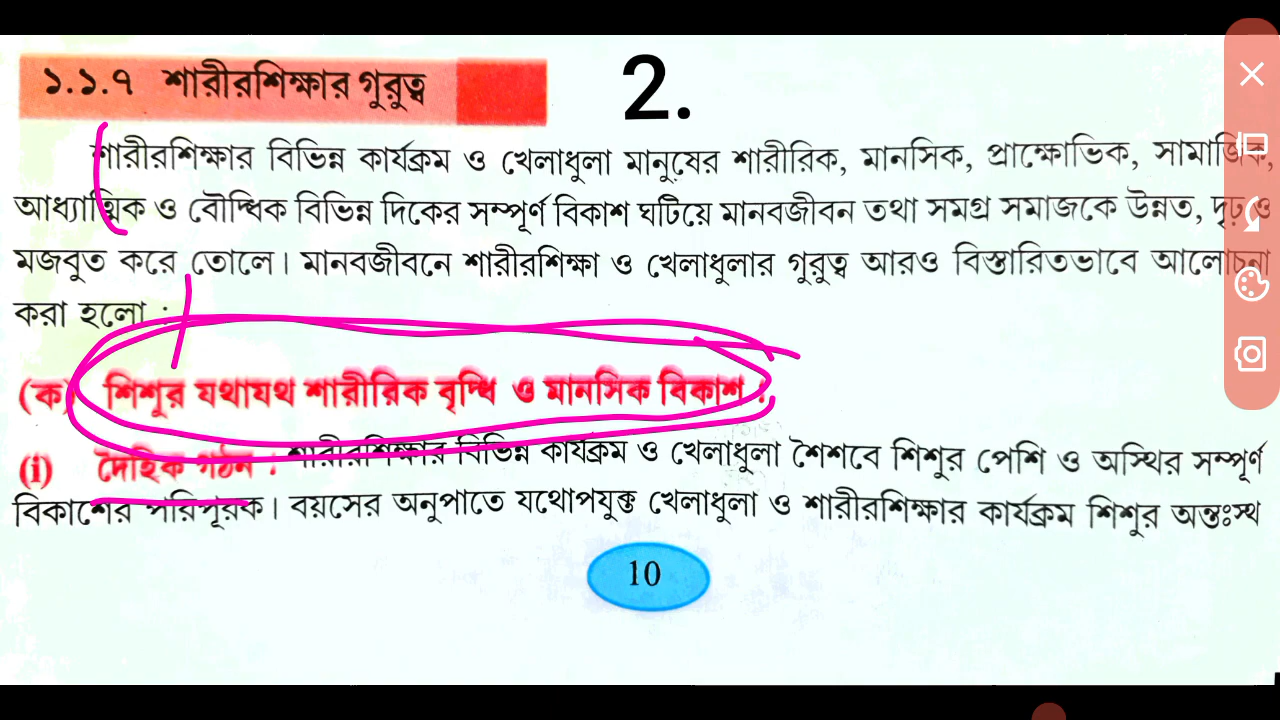 ১.১.৭ শারীরশিক্ষার গুরুত্ব
2.
শারীরশিক্ষার বিভিন্ন কার্যক্রম ও খেলাধুলা মানুষের শারীরিক, মানসিক, প্রাক্ষোভিক, সামাজিক,
আধ্যাত্মিক ও বৌদ্ধিক বিভিন্ন দিকের সম্পূর্ণ বিকাশ ঘটিয়ে মানবজীবন তথা সমগ্র সমাজকে উন্নত, দৃঢ় ও
মজবুত করে তোলে। মানবজীবনে শারীরশিক্ষা ও খেলাধুলার গুরুত্ব আরও বিস্তারিতভাবে আলোচনা
করা হলো :
(ক) শিশুর যথাযথ শারীরিক বৃদ্ধি ও মানসিক বিকাশ :
(i) দৈহিক গঠন : শারীরশিক্ষার বিভিন্ন কার্যক্রম ও খেলাধুলা শৈশবে শিশুর পেশি ও অস্থির সম্পূর্ণ
বিকাশের পরিপূরক। বয়সের অনুপাতে যথোপযুক্ত খেলাধুলা ও শারীরশিক্ষার কার্যক্রম শিশুর অন্তঃস্থ
10